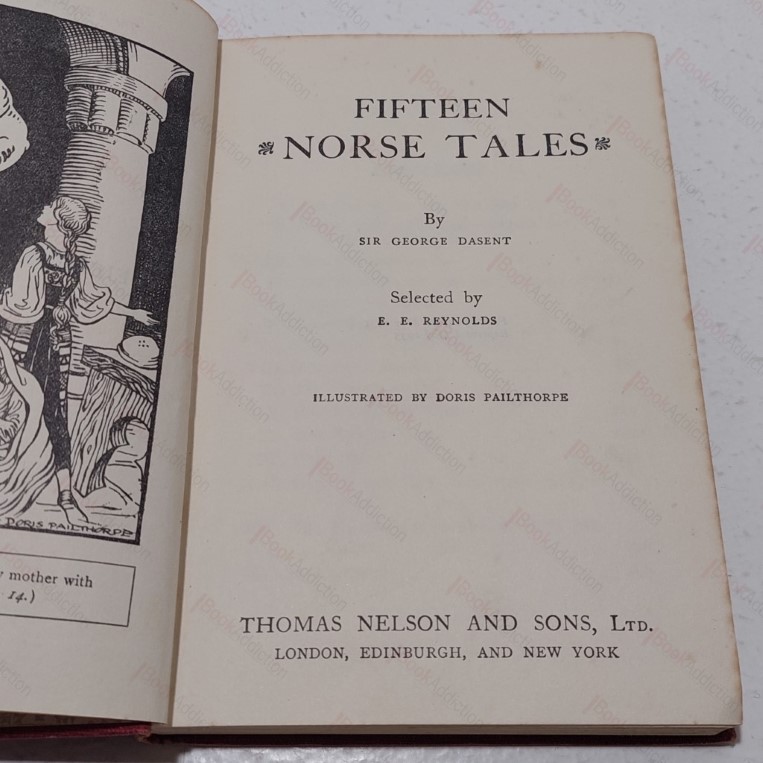 DORIS PAILTHORPE
y mother with
14.)
FIFTEEN
NORSE TALES
By
SIR GEORGE DASENT
Selected by
E. E. REYNOLDS
ILLUSTRATED BY DORIS PAILTHORPE
THOMAS NELSON AND SONS, LTD.
LONDON, EDINBURGH, AND NEW YORK
BookAddiction